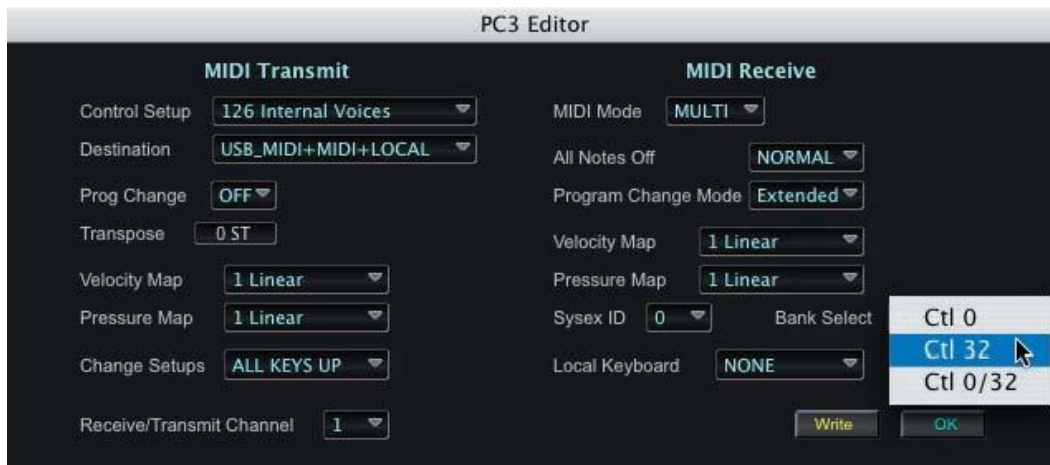 PC3 Editor
MIDI Transmit
Control Setup 126 Internal Voices
Destination USB_MIDI+MIDI+LOCAL
Prog Change OFF
Transpose 0 ST
Velocity Map 1 Linear
Pressure Map 1 Linear
Change Setups ALL KEYS UP
Receive/Transmit Channel 1
MIDI Receive
MIDI Mode MULTI
All Notes Off NORMAL
Program Change Mode Extended
Velocity Map 1 Linear
Pressure Map 1 Linear
Sysex ID 0 Bank Select
Ctl 0
Ctl 32
Ctl 0/32
Local Keyboard NONE
Write OK